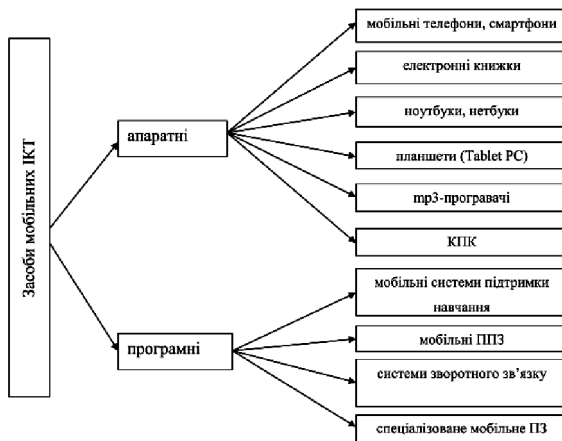 Засоби мобільних ІКТ
апаратні
мобільні телефони, смартфони
електронні книжки
ноутбуки, нетбуки
планшети (Tablet PC)
mp3-програвачі
КПК
програмні
мобільні системи підтримки
навчання
мобільні ППЗ
системи зворотного зв'язку
спеціалізоване мобільне ПЗ